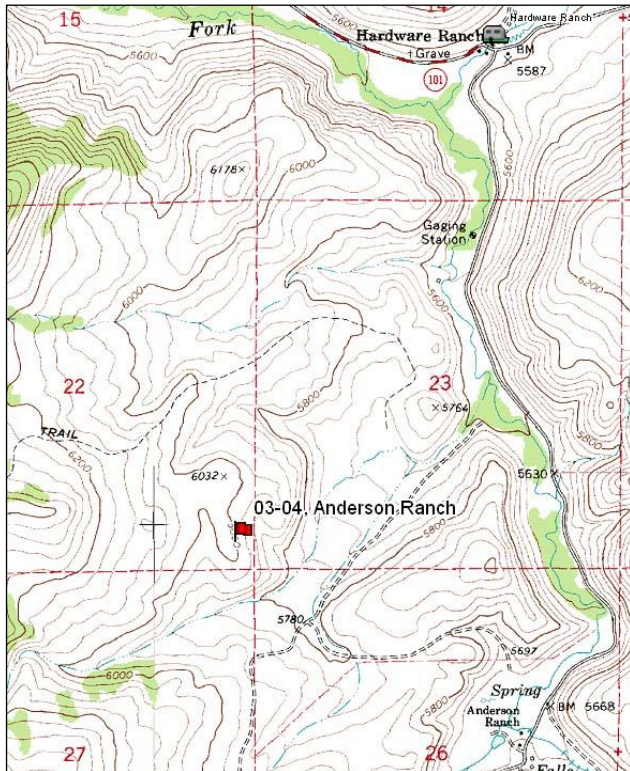 15
Fork
5600
14
Hardware Ranch
Hardware Ranch
Grave
BM
5587
101
5600
5600
6178
6000
Gaging
Station
6200
6000
5600
22
23
5800
5764
TRAIL
5800
6200
6032
5630
03-04, Anderson Ranch
5800
5780
5697
6000
Spring
Anderson
Ranch
BM 5668
27
26
Falls